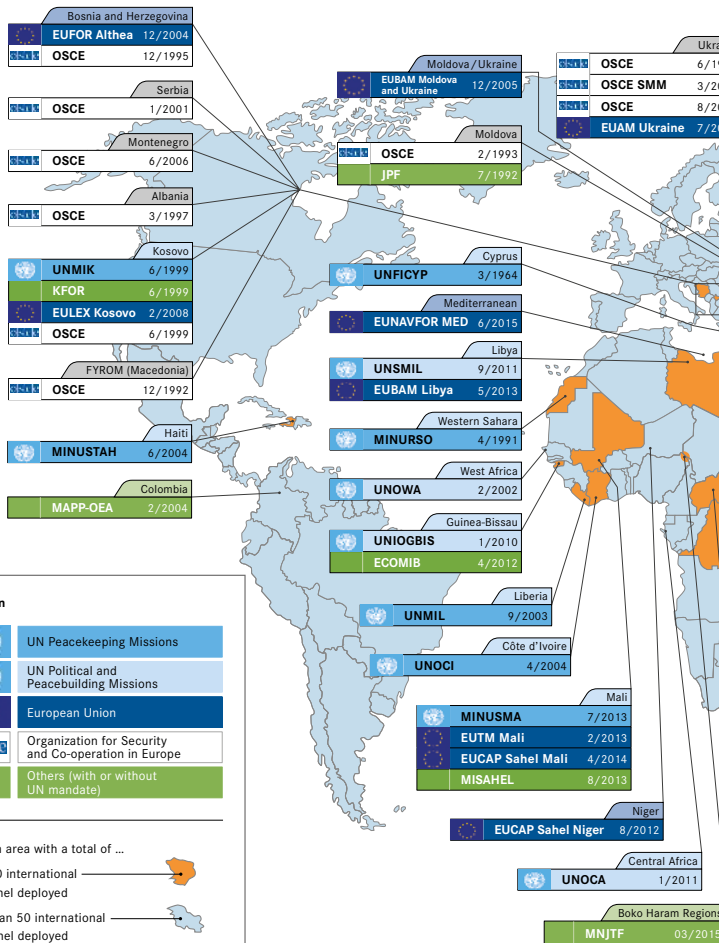 Bosnia and Herzegovina
EUFOR Althea 12/2004
OSCE 12/1995
Serbia
OSCE 1/2001
Montenegro
OSCE 6/2006
Albania
OSCE 3/1997
Kosovo
UNMIK 6/1999
KFOR 6/1999
EULEX Kosovo 2/2008
OSCE 6/1999
FYROM (Macedonia)
OSCE 12/1992
Haiti
MINUSTAH 6/2004
Colombia
MAPP-OEA 2/2004
Moldova/Ukraine
EUBAM Moldova
and Ukraine 12/2005
Moldova
OSCE 2/1993
JPF 7/1992
OSCE
OSCE SMM
OSCE
EUAM Ukraine
Cyprus
UNFICYP 3/1964
Mediterranean
EUNAVFOR MED 6/2015
Libya
UNSMIL 9/2011
EUBAM Libya 5/2013
Western Sahara
MINURSO 4/1991
West Africa
UNOWA 2/2002
Guinea-Bissau
UNIOGBIS 1/2010
ECOMIB 4/2012
Liberia
UNMIL 9/2003
Côte d'Ivoire
UNOCI 4/2004
Mali
MINUSMA 7/2013
EUTM Mali 2/2013
EUCAP Sahel Mali 4/2014
MISAHEL 8/2013
Niger
EUCAP Sahel Niger 8/2012
Central Africa
UNOCA 1/2011
Boko Haram Regions
MNJTF 03/2015
UN Peacekeeping Missions
UN Political and
Peacebuilding Missions
European Union
Organization for Security
and Co-operation in Europe
Others (with or without
UN mandate)
area with a total of ...
international
deployed
50 international
deployed